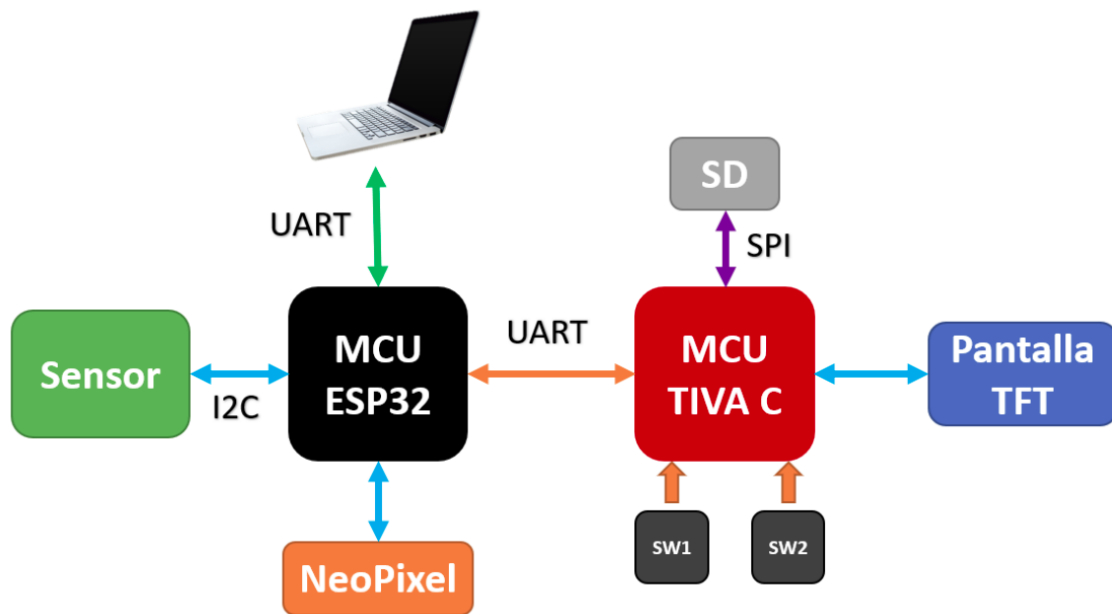 SD
UART
SPI
MCU
ESP32
UART
MCU
TIVA C
Sensor
I2C
Pantalla
TFT
NeoPixel
SW1
SW2